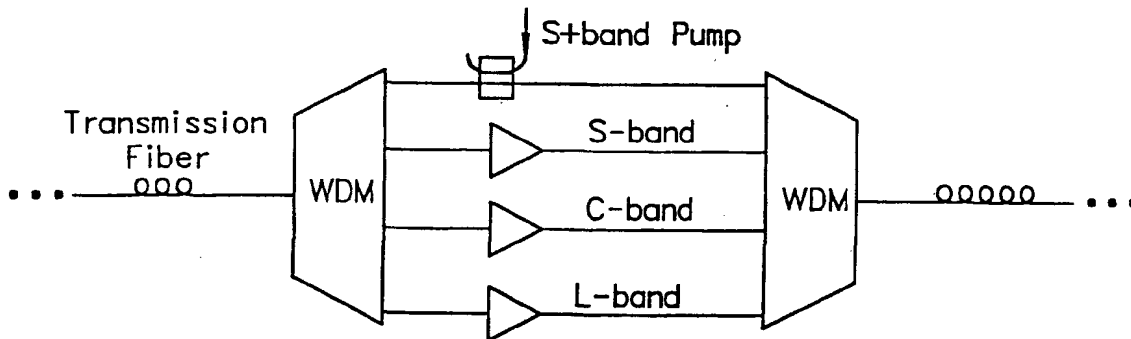 S+band Pump
Transmission
Fiber
WDM
S-band
C-band
L-band
WDM